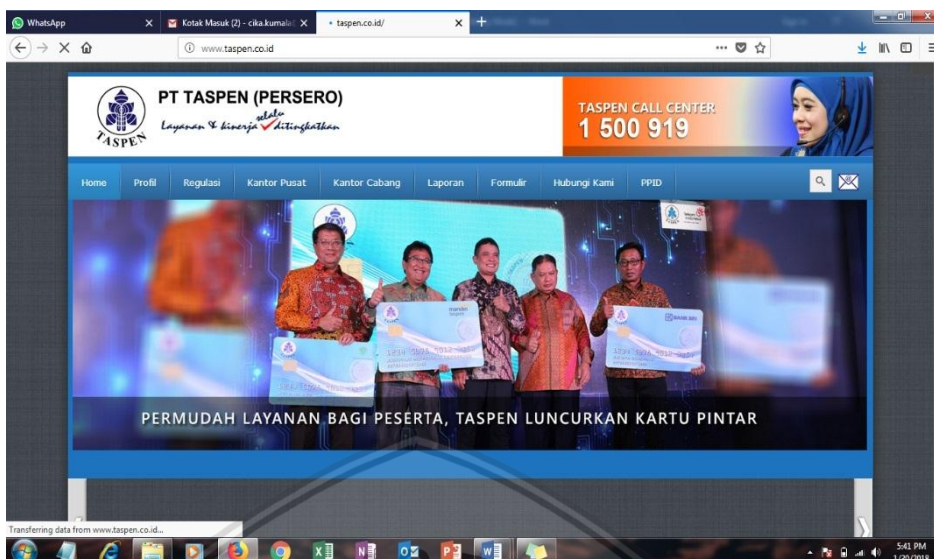 WhatsApp
Kotak Masuk (2) - cika.kumala
taspen.co.id/
www.taspen.co.id
PT TASPEN (PERSERO)
selalu
Layanan & kinerja ditingkatkan
TASPEN
TASPEN CALL CENTER
1 500 919
Home Profil Regulasi Kantor Pusat Kantor Cabang Laporan Formulir Hubungi Kami PPID
PERMUDAH LAYANAN BAGI PESERTA, TASPEN LUNCURKAN KARTU PINTAR
Transferring data from www.taspen.co.id...
5:41 PM
1/30/2018